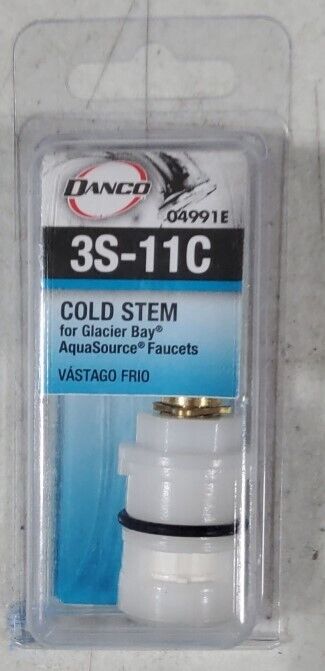 DANCO
04991E
3S-11C
COLD STEM
for Glacier Bay®
AquaSource® Faucets
VÁSTAGO FRIO